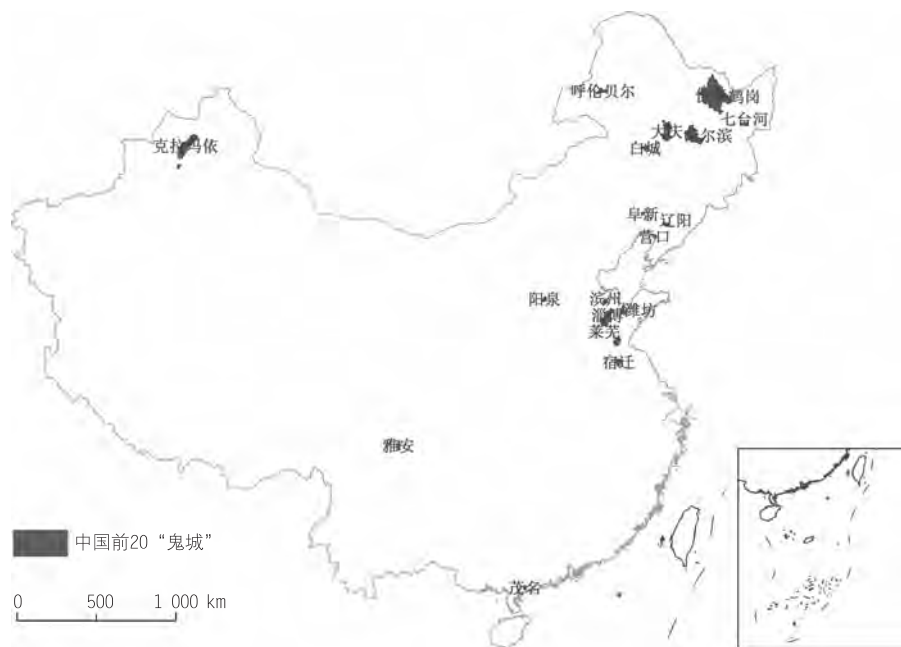 呼伦贝尔
鹤岗
七台河
大庆
尔滨
白城
克拉玛依
阜新
辽阳
营口
阳泉
滨州
潍坊
淄博
莱芜
宿迁
雅安
茂名
中国前20“鬼城”
0 500 1 000 km